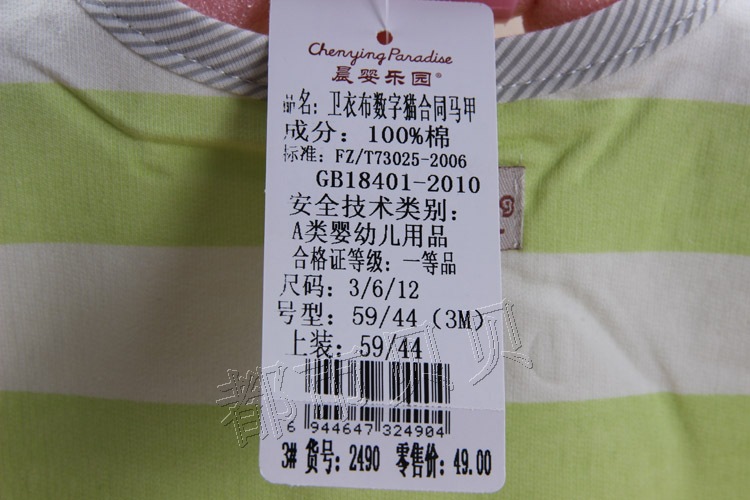 Chenying Paradise
晨婴乐园®
品名：卫衣布数字猫合同马甲
成分：100%棉
标准：FZ/T73025-2006
GB18401-2010
安全技术类别：
A类婴幼儿用品
合格证等级：一等品
尺码：3/6/12
号型：59/44（3M）
上装：59/44
6 944647 324904
3# 货号：2490 零售价：49.00
都市贝贝